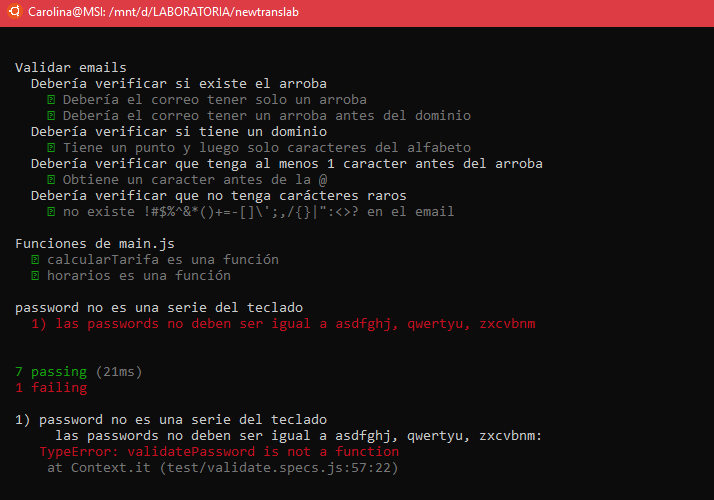 Carolina@MSI: /mnt/d/LABORATORIA/newtranslab
Validar emails
Debería verificar si existe el arroba
Debería el correo tener solo un arroba
Debería el correo tener un arroba antes del dominio
Debería verificar si tiene un dominio
Tiene un punto y luego solo caracteres del alfabeto
Debería verificar que tenga al menos 1 caracter antes del arroba
Obtiene un caracter antes de la @
Debería verificar que no tenga carácteres raros
no existe !#$%^&*()+=-[]\';,/{}|":<>? en el email
Funciones de main.js
calcularTarifa es una función
horarios es una función
password no es una serie del teclado
1) las passwords no deben ser igual a asdfghj, qwertyu, zxcvbnm
7 passing (21ms)
1 failing
1) password no es una serie del teclado
las passwords no deben ser igual a asdfghj, qwertyu, zxcvbnm:
TypeError: validatePassword is not a function
at Context.it (test/validate.specs.js:57:22)